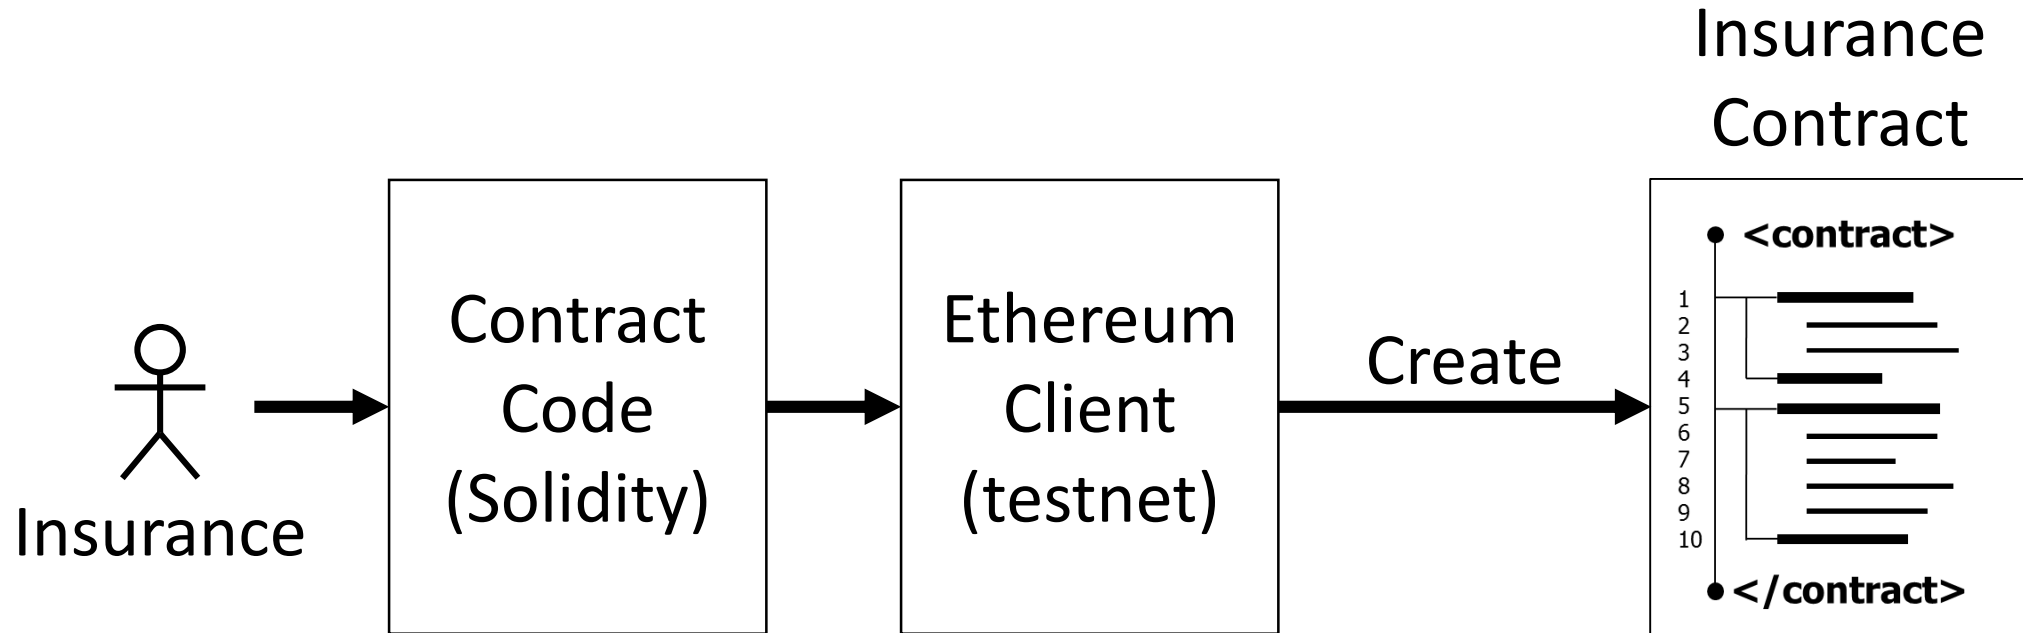 Insurance
Contract
Code
(Solidity)
Ethereum
Client
(testnet)
Create
Insurance
Contract
<contract>
1
2
3
4
5
6
7
8
9
10
</contract>